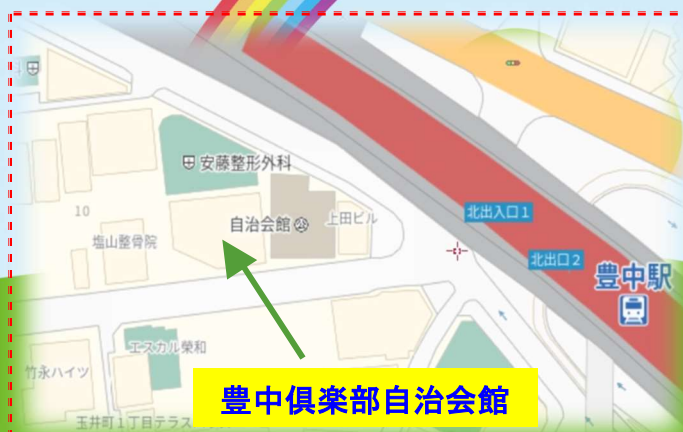 安藤整形外科
10
自治会館
上田ビル
塩山整骨院
北出入口1
北出口2
豊中駅
エスカル栄和
竹永ハイツ
豊中倶楽部自治会館
玉井町1丁目テラス